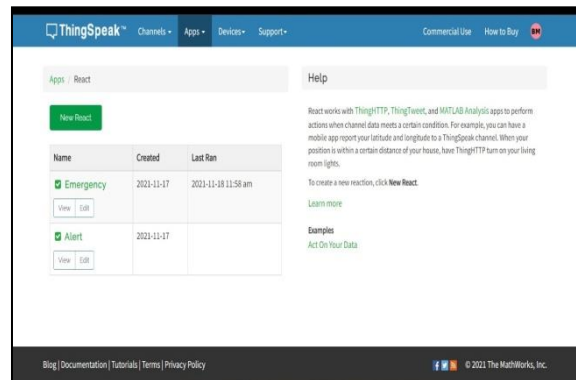 ThingSpeak™ Channels Apps Devices Support Commercial Use How to Buy BM
Apps / React
New React
Name Created Last Ran
Emergency 2021-11-17 2021-11-18 11:58 am
View Edit
Alert 2021-11-17
View Edit
Help
React works with ThingHTTP, ThingTweet, and MATLAB Analysis apps to perform
actions when channel data meets a certain condition. For example, you can have a
mobile app report your latitude and longitude to a ThingSpeak channel. When your
position is within a certain distance of your house, have ThingHTTP turn on your living
room lights.
To create a new reaction, click New React.
Learn more
Examples
Act On Your Data
Blog | Documentation | Tutorials | Terms | Privacy Policy © 2021 The MathWorks, Inc.